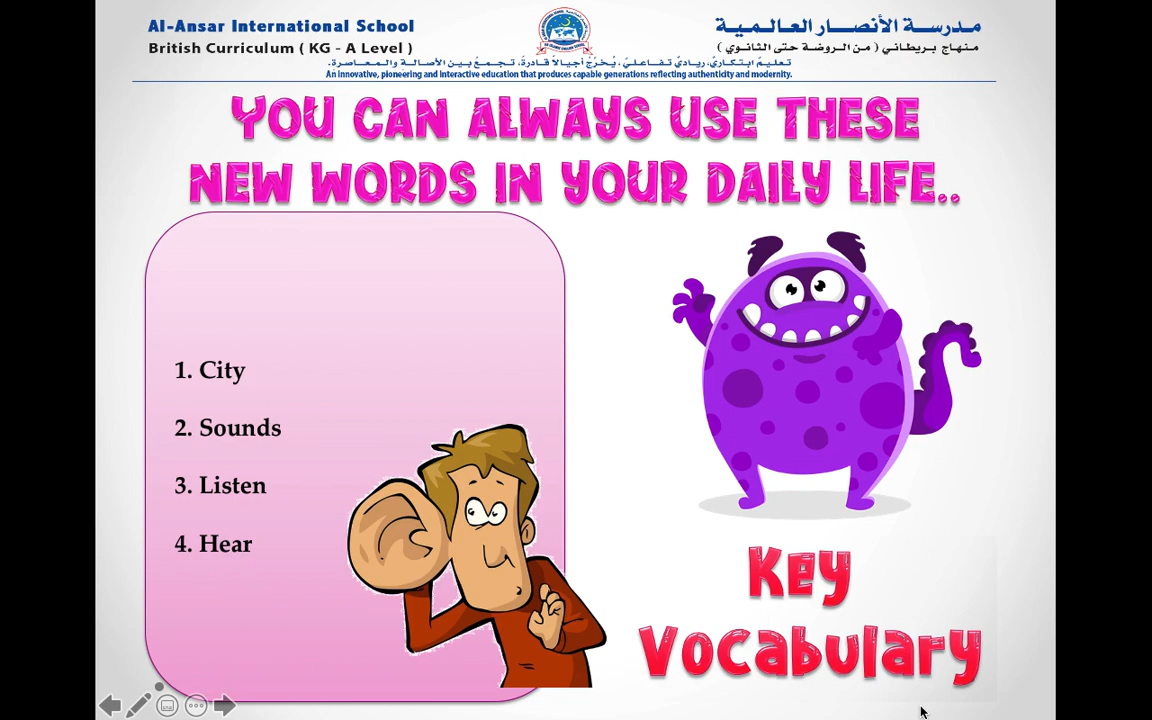 Al-Ansar International School
مدرسة الأنصار العالمية
British Curriculum ( KG - A Level )
منهاج بريطاني ( من الروضة حتى الثانوي )
تعليمٌ ابتكاريّ، رياديّ تفاعليّ، يُخرّجُ أجيالاً قادرةً، تجمعُ بين الأصالة والمعاصرة.
An innovative, pioneering and interactive education that produces capable generations reflecting authenticity and modernity.
YOU CAN ALWAYS USE THESE
NEW WORDS IN YOUR DAILY LIFE..
1. City
2. Sounds
3. Listen
4. Hear
Key
Vocabulary